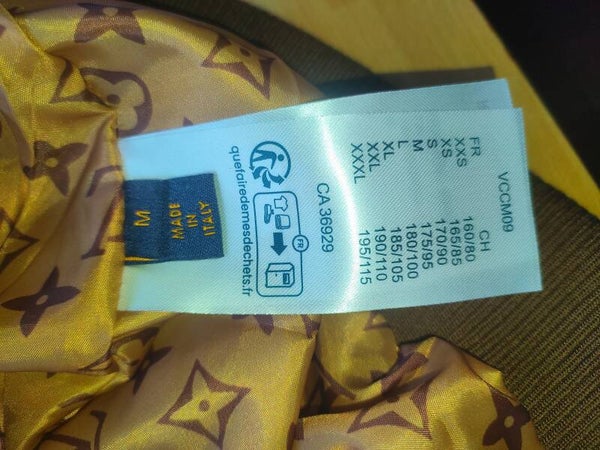 VCCM09
FR CH
XXS 160/80
XS 165/85
S 170/90
M 175/95
L 180/100
XL 185/105
XXL 190/110
XXXL 195/115
CA 36929
FR
quefairedemesdechets.fr
M
MADE
IN
ITALY